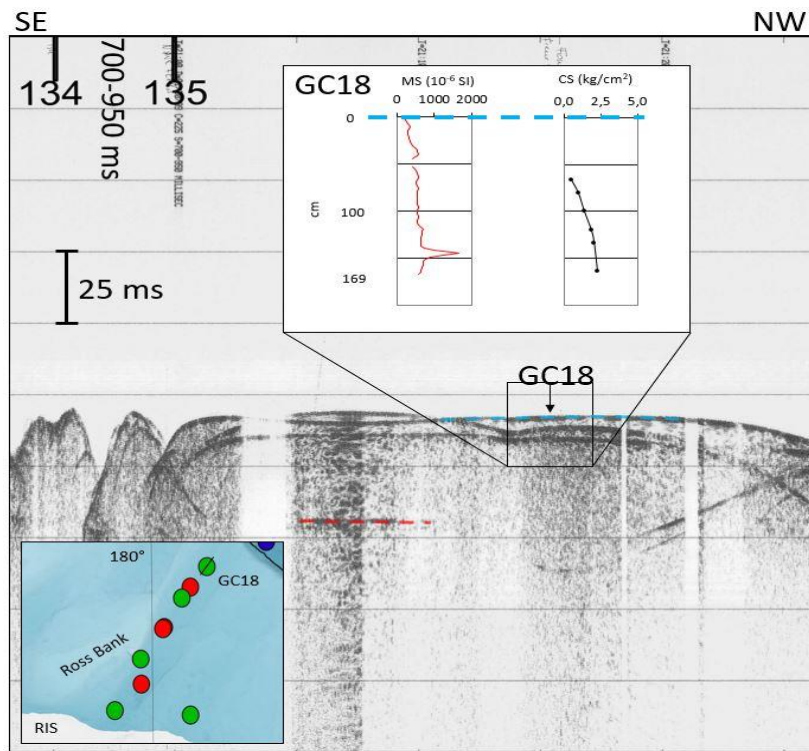 SE
NW
134
135
700-950 ms
GC18
MS (10-6 SI)
CS (kg/cm2)
0
1000
2000
0,0
2,5
5,0
0
100
169
cm
25 ms
GC18
180°
GC18
Ross Bank
RIS